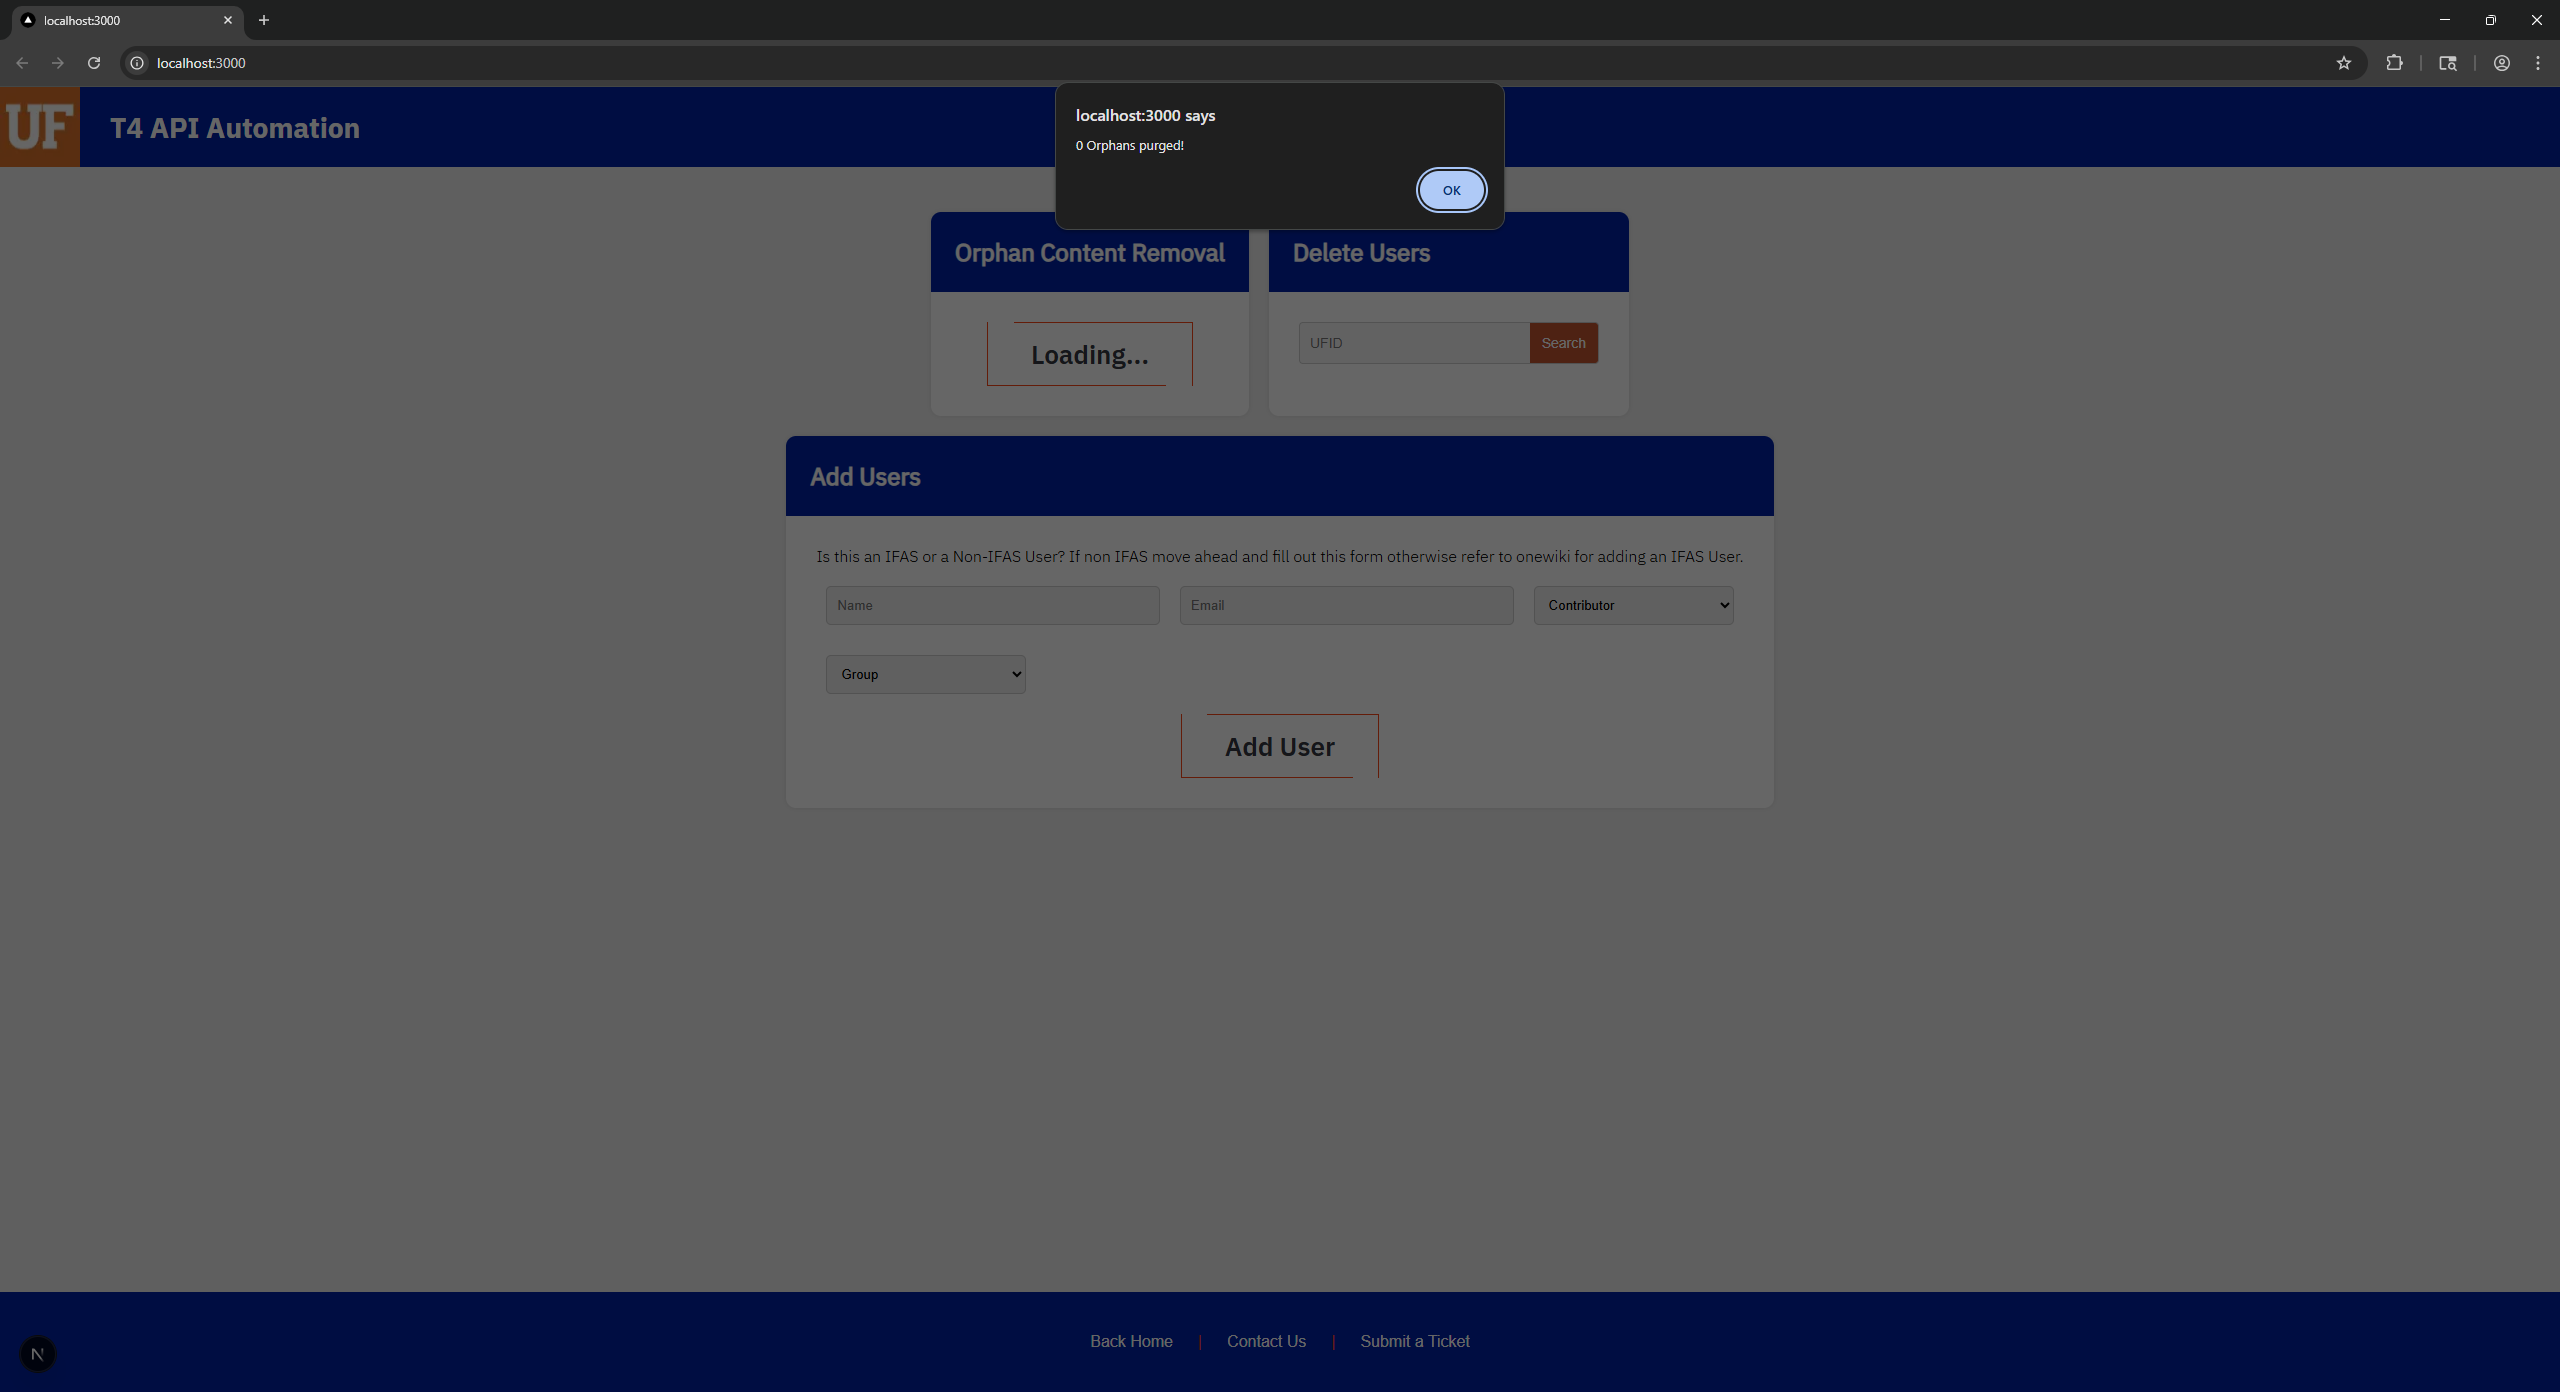 localhost:3000
localhost:3000
localhost:3000 says
0 Orphans purged!
OK
UF
T4 API Automation
Orphan Content Removal
Loading...
Delete Users
UFID
Search
Add Users
Is this an IFAS or a Non-IFAS User? If non IFAS move ahead and fill out this form otherwise refer to onewiki for adding an IFAS User.
Name
Email
Contributor
Group
Add User
Back Home | Contact Us | Submit a Ticket
N